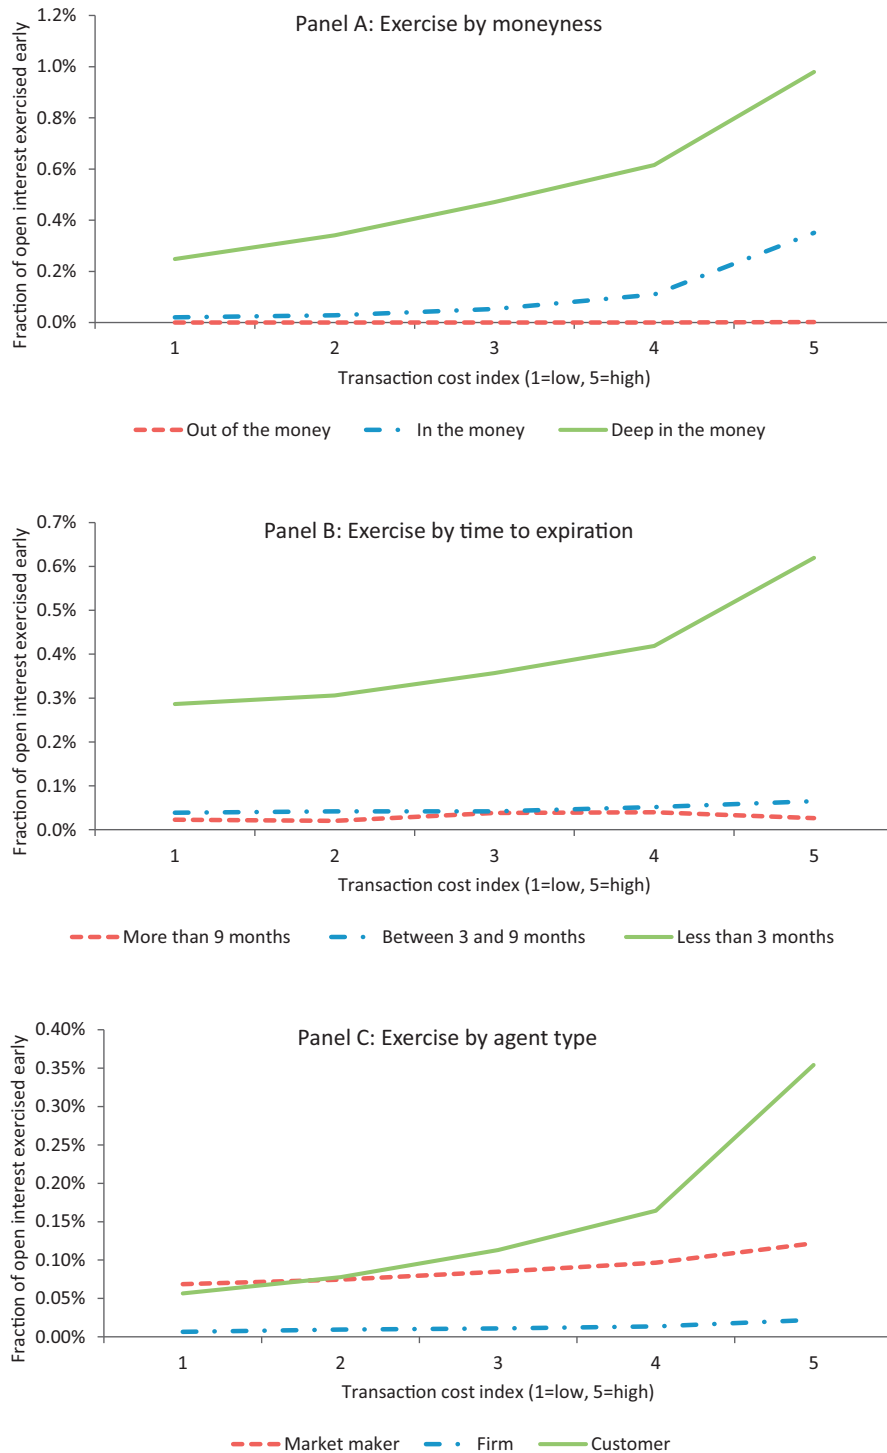 Panel A: Exercise by moneyness
Fraction of open interest exercised early
1.2%
1.0%
0.8%
0.6%
0.4%
0.2%
0.0%
1 2 3 4 5
Transaction cost index (1=low, 5=high)
Out of the money In the money Deep in the money
Panel B: Exercise by time to expiration
Fraction of open interest exercised early
0.7%
0.6%
0.5%
0.4%
0.3%
0.2%
0.1%
0.0%
1 2 3 4 5
Transaction cost index (1=low, 5=high)
More than 9 months Between 3 and 9 months Less than 3 months
Panel C: Exercise by agent type
Fraction of open interest exercised early
0.40%
0.35%
0.30%
0.25%
0.20%
0.15%
0.10%
0.05%
0.00%
1 2 3 4 5
Transaction cost index (1=low, 5=high)
Market maker Firm Customer